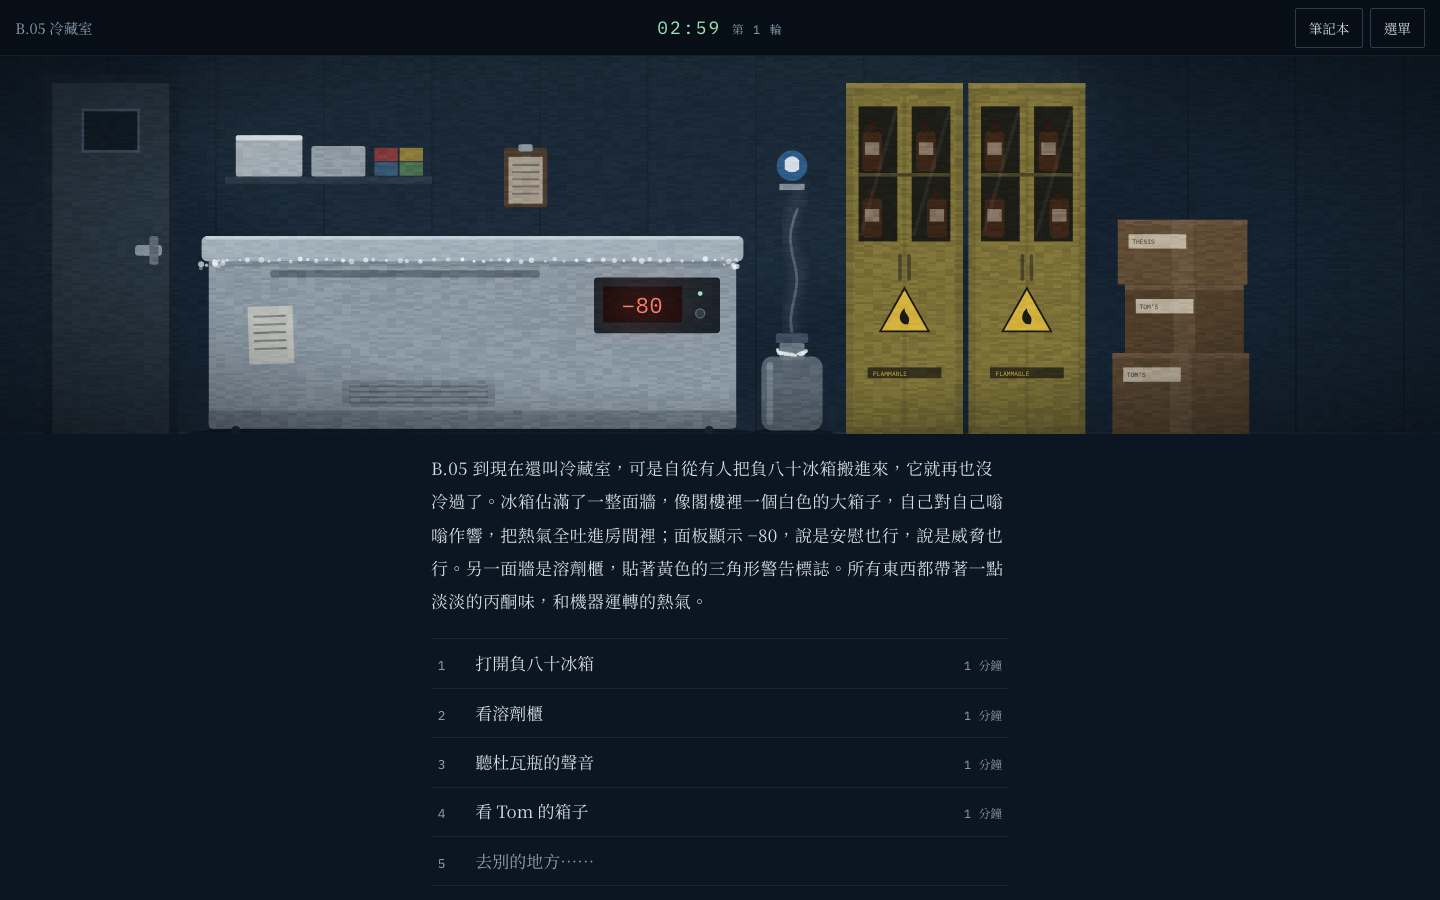 B.05 冷藏室
02:59 第 1 輪
筆記本
選單
-80
FLAMMABLE
FLAMMABLE
THESIS
TOM'S
TOM'S
B.05 到現在還叫冷藏室，可是自從有人把負八十冰箱搬進來，它就再也沒
冷過了。冰箱佔滿了一整面牆，像閣樓裡一個白色的大箱子，自己對自己嗡
嗡作響，把熱氣全吐進房間裡；面板顯示 −80，說是安慰也行，說是威脅也
行。另一面牆是溶劑櫃，貼著黃色的三角形警告標誌。所有東西都帶著一點
淡淡的丙酮味，和機器運轉的熱氣。
1 打開負八十冰箱 1 分鐘
2 看溶劑櫃 1 分鐘
3 聽杜瓦瓶的聲音 1 分鐘
4 看 Tom 的箱子 1 分鐘
5 去別的地方……